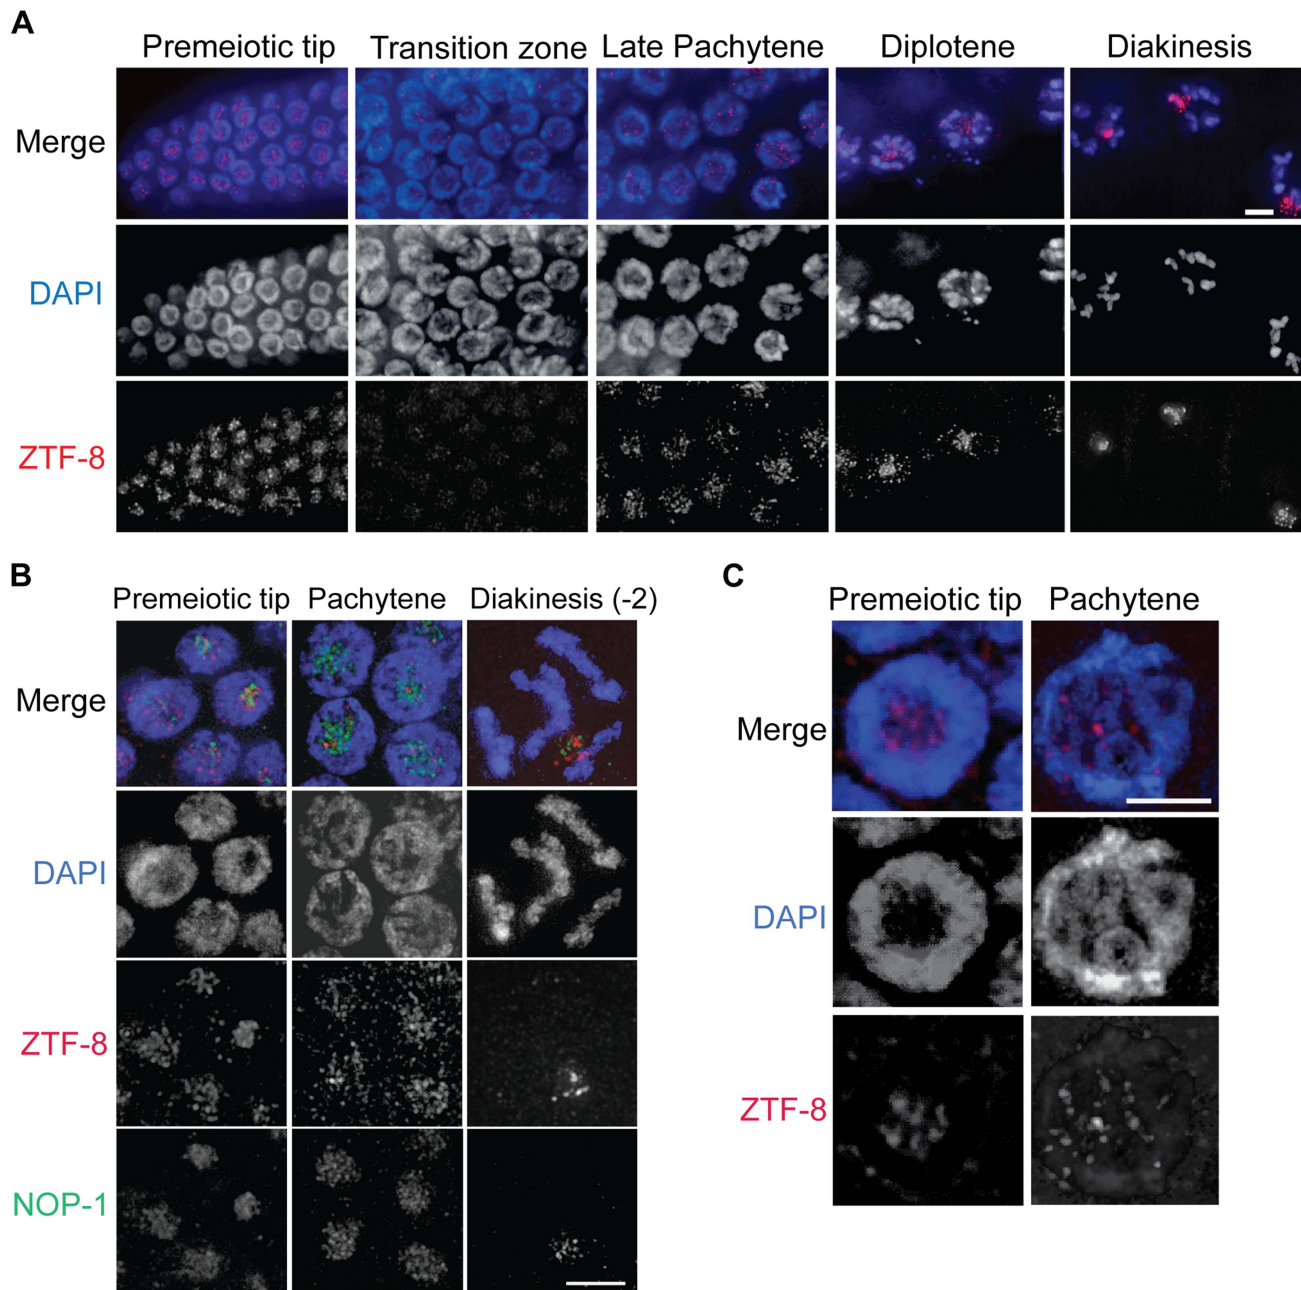 A
Premeiotic tip Transition zone Late Pachytene Diplotene Diakinesis
Merge
DAPI
ZTF-8
B
Premeiotic tip Pachytene Diakinesis (-2)
Merge
DAPI
ZTF-8
NOP-1
C
Premeiotic tip Pachytene
Merge
DAPI
ZTF-8